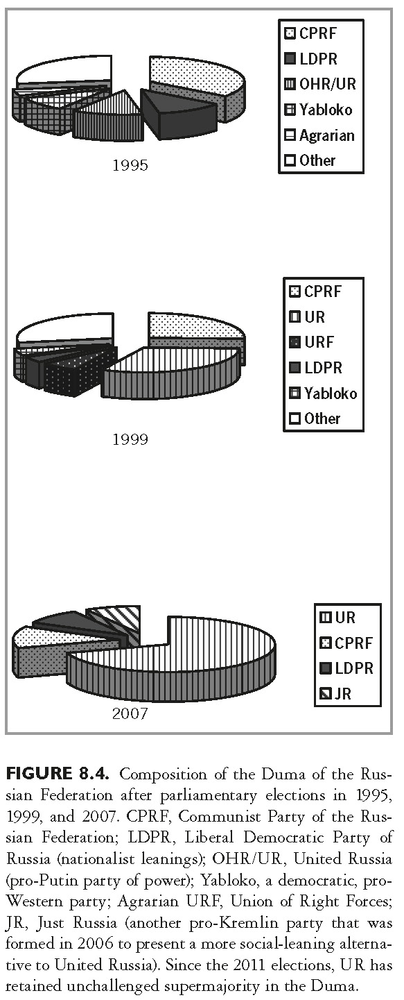 CPRF
LDPR
OHR/UR
Yabloko
Agrarian
Other
1995
CPRF
UR
URF
LDPR
Yabloko
Other
1999
UR
CPRF
LDPR
JR
2007
FIGURE 8.4. Composition of the Duma of the Rus-
sian Federation after parliamentary elections in 1995,
1999, and 2007. CPRF, Communist Party of the Rus-
sian Federation; LDPR, Liberal Democratic Party of
Russia (nationalist leanings); OHR/UR, United Russia
(pro-Putin party of power); Yabloko, a democratic, pro-
Western party; Agrarian URF, Union of Right Forces;
JR, Just Russia (another pro-Kremlin party that was
formed in 2006 to present a more social-leaning alterna-
tive to United Russia). Since the 2011 elections, UR has
retained unchallenged supermajority in the Duma.